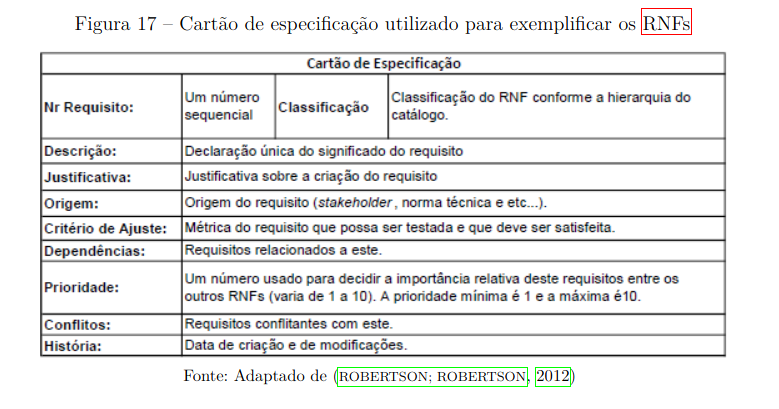 Figura 17 – Cartão de especificação utilizado para exemplificar os RNFs
Cartão de Especificação
Nr Requisito:
Um número
sequencial
Classificação
Classificação do RNF conforme a hierarquia do
catálogo.
Descrição:
Declaração única do significado do requisito
Justificativa:
Justificativa sobre a criação do requisito
Origem:
Origem do requisito (stakeholder, norma técnica e etc...).
Critério de Ajuste:
Métrica do requisito que possa ser testada e que deve ser satisfeita.
Dependências:
Requisitos relacionados a este.
Prioridade:
Um número usado para decidir a importância relativa deste requisitos entre os
outros RNFs (varia de 1 a 10). A prioridade mínima é 1 e a máxima é10.
Conflitos:
Requisitos conflitantes com este.
História:
Data de criação e de modificações.
Fonte: Adaptado de (ROBERTSON; ROBERTSON, 2012)